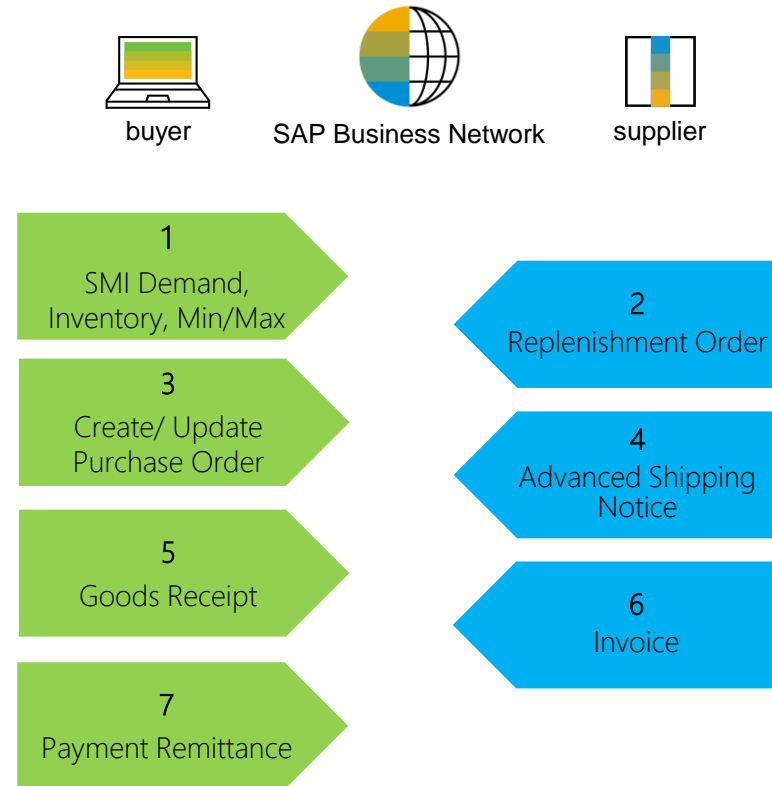 buyer
SAP Business Network
supplier
1
SMI Demand,
Inventory, Min/Max
2
Replenishment Order
3
Create/ Update
Purchase Order
4
Advanced Shipping
Notice
5
Goods Receipt
6
Invoice
7
Payment Remittance